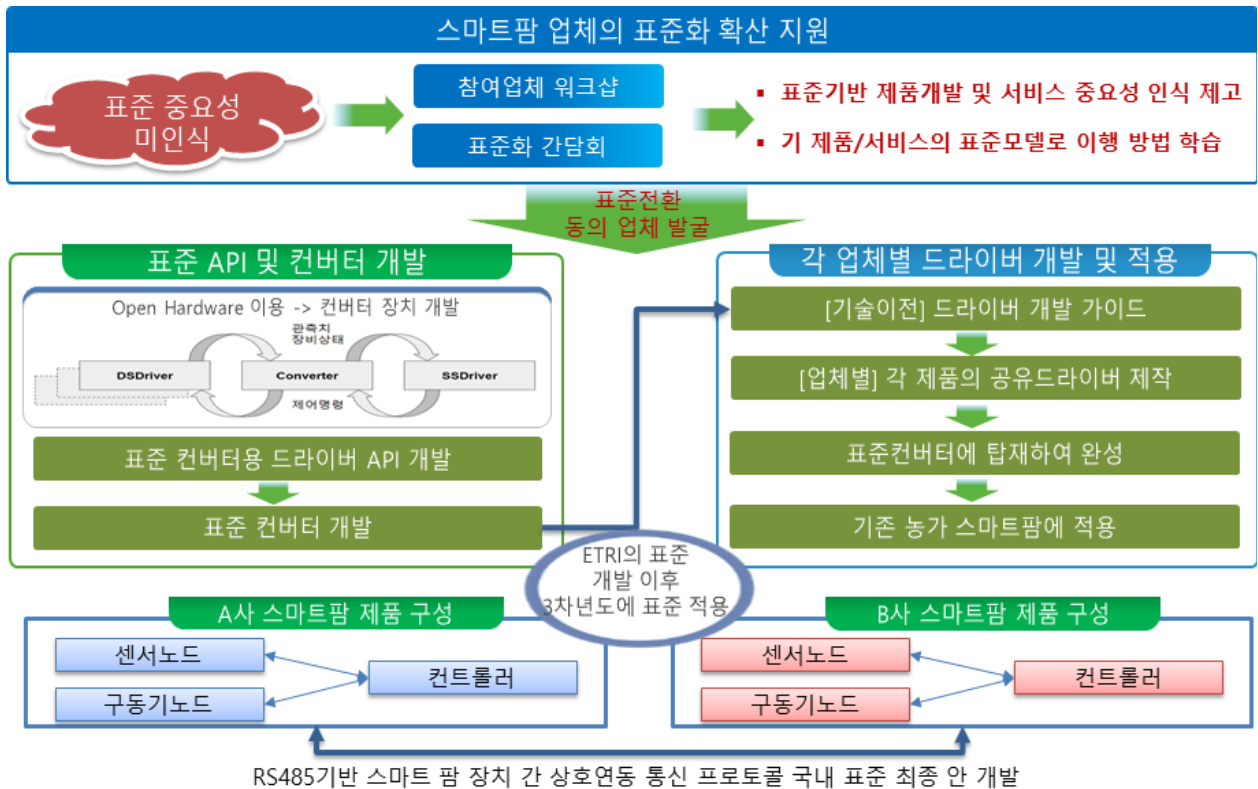 스마트팜 업체의 표준화 확산 지원
표준 중요성
미인식
참여업체 워크샵
표준화 간담회
▪ 표준기반 제품개발 및 서비스 중요성 인식 제고
▪ 기 제품/서비스의 표준모델로 이행 방법 학습
표준전환
동의 업체 발굴
표준 API 및 컨버터 개발
Open Hardware 이용 -> 컨버터 장치 개발
관측치
장비상태
DSDriver
Converter
SSDriver
제어명령
표준 컨버터용 드라이버 API 개발
표준 컨버터 개발
각 업체별 드라이버 개발 및 적용
[기술이전] 드라이버 개발 가이드
[업체별] 각 제품의 공유드라이버 제작
표준컨버터에 탑재하여 완성
기존 농가 스마트팜에 적용
ETRI의 표준
개발 이후
3차년도에 표준 적용
A사 스마트팜 제품 구성
센서노드
구동기노드
컨트롤러
B사 스마트팜 제품 구성
센서노드
구동기노드
컨트롤러
RS485기반 스마트 팜 장치 간 상호연동 통신 프로토콜 국내 표준 최종 안 개발